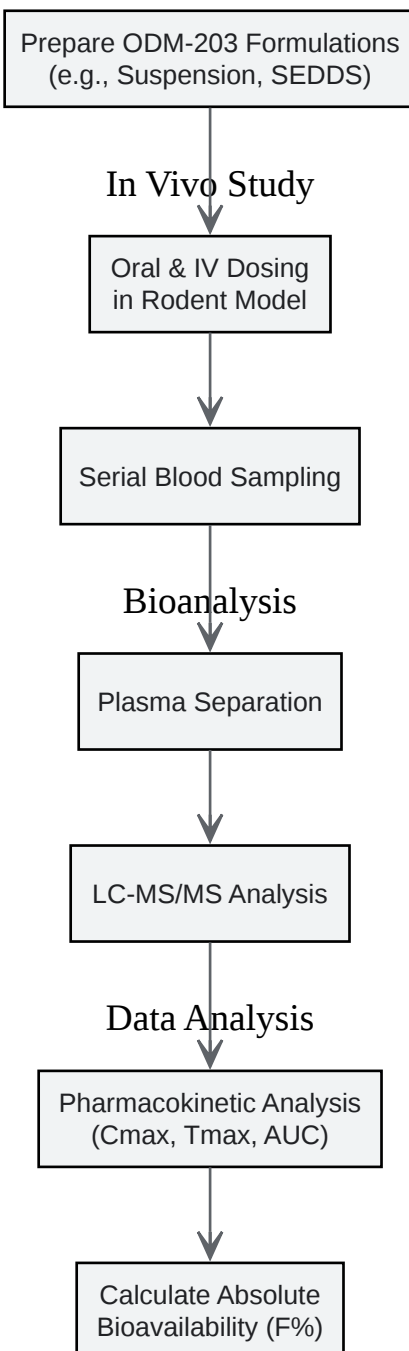 Prepare ODM-203 Formulations
(e.g., Suspension, SEDDS)
In Vivo Study
Oral & IV Dosing
in Rodent Model
Serial Blood Sampling
Bioanalysis
Plasma Separation
LC-MS/MS Analysis
Data Analysis
Pharmacokinetic Analysis
(Cmax, Tmax, AUC)
Calculate Absolute
Bioavailability (F%)